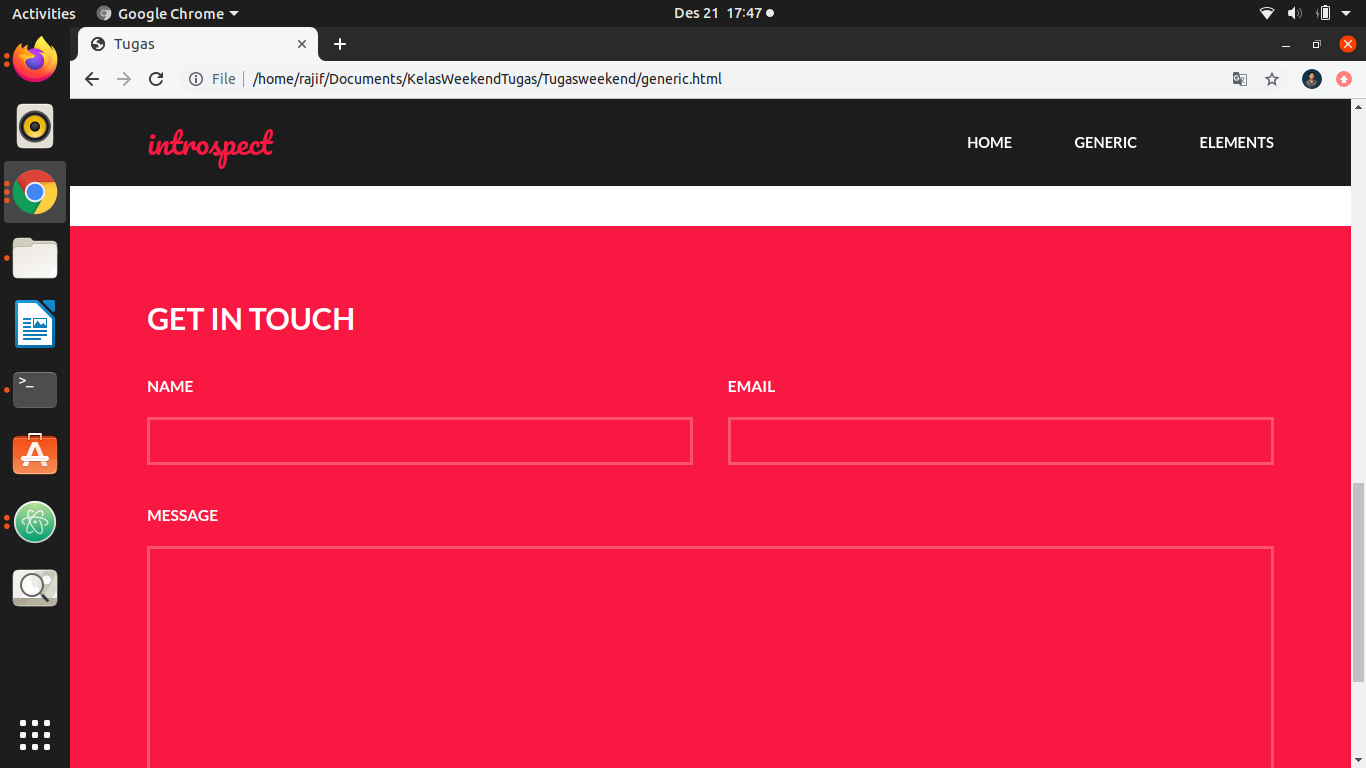 Activities Google Chrome Des 21 17:47
Tugas
File /home/rajif/Documents/KelasWeekendTugas/Tugasweekend/generic.html
introspect HOME GENERIC ELEMENTS
GET IN TOUCH
NAME EMAIL
MESSAGE